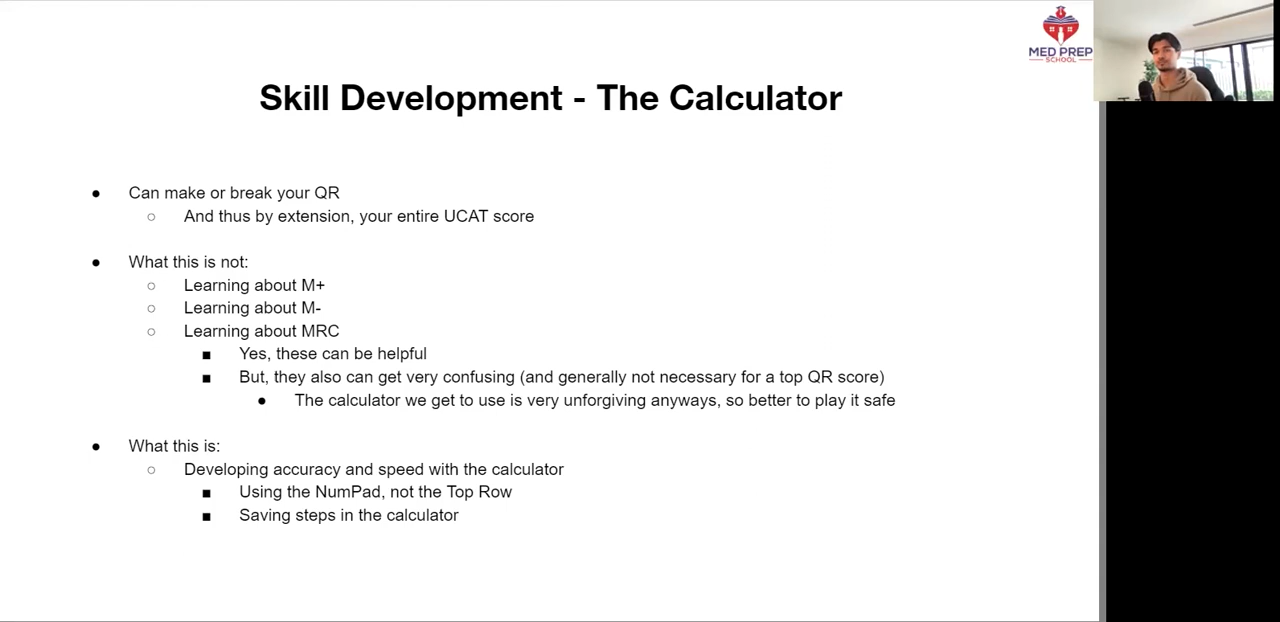 MED PREP
SCHOOL
Skill Development - The Calculator
● Can make or break your QR
○ And thus by extension, your entire UCAT score
● What this is not:
○ Learning about M+
○ Learning about M-
○ Learning about MRC
■ Yes, these can be helpful
■ But, they also can get very confusing (and generally not necessary for a top QR score)
● The calculator we get to use is very unforgiving anyways, so better to play it safe
● What this is:
○ Developing accuracy and speed with the calculator
■ Using the NumPad, not the Top Row
■ Saving steps in the calculator